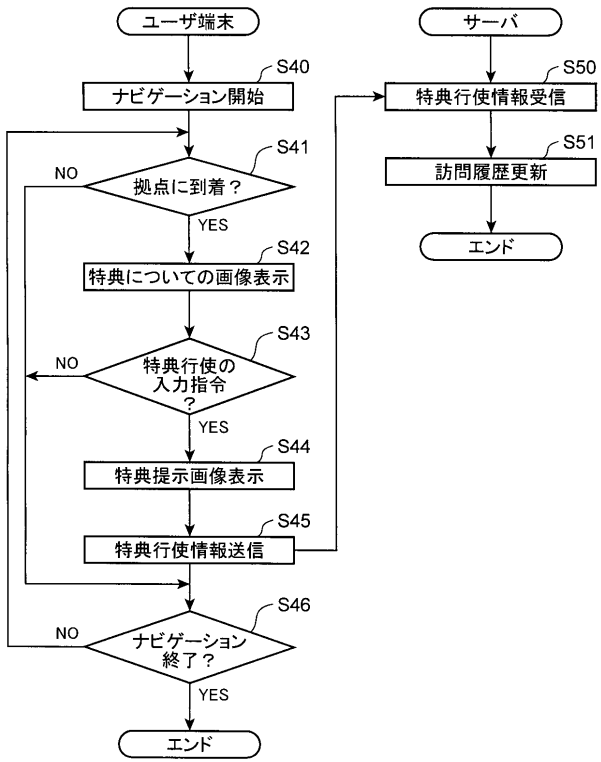 ユーザ端末
S40
ナビゲーション開始
S41
拠点に到着？
NO
YES
S42
特典についての画像表示
S43
特典行使の
入力指令
？
NO
YES
S44
特典提示画像表示
S45
特典行使情報送信
S46
ナビゲーション
終了？
NO
YES
エンド
サーバ
S50
特典行使情報受信
S51
訪問履歴更新
エンド